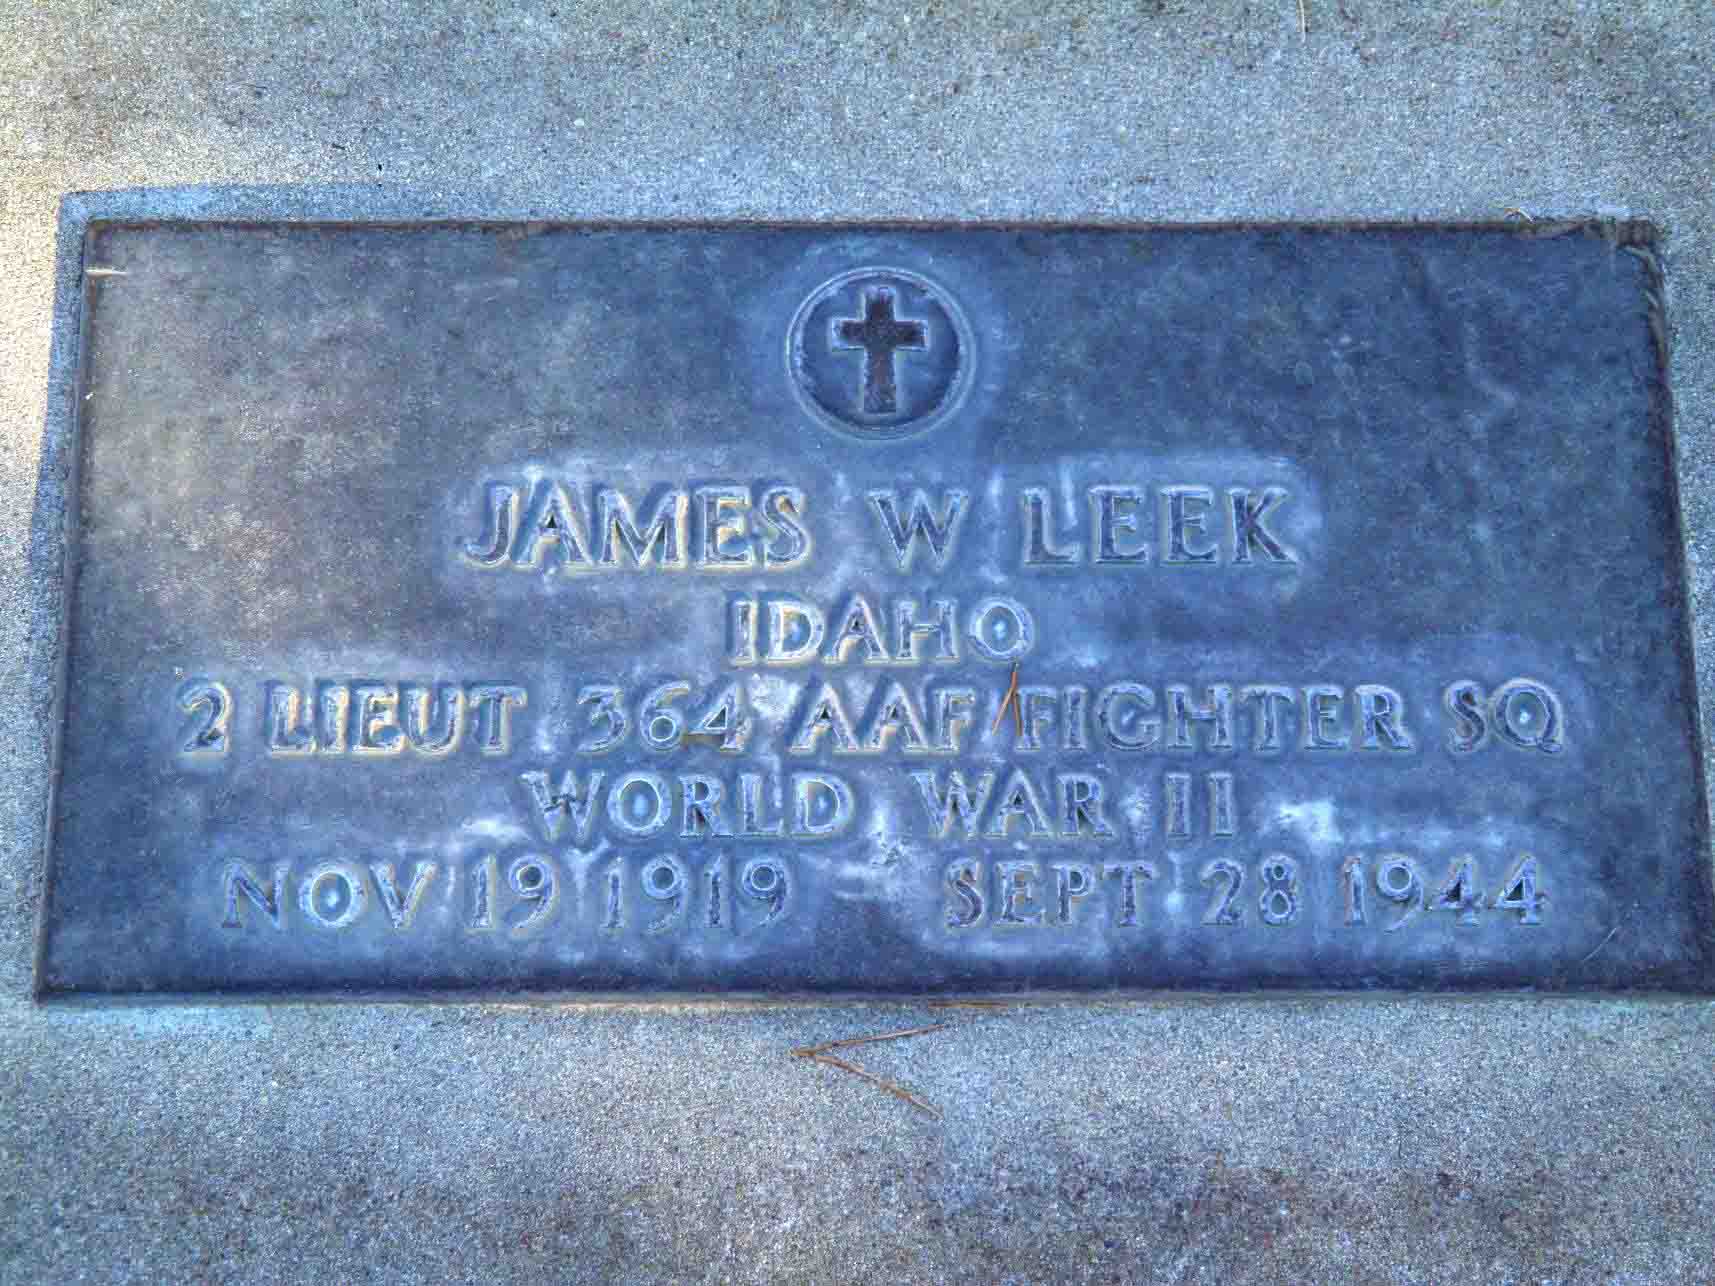 JAMES W LEEK
IDAHO
2 LIEUT 364 AAF FIGHTER SQ
WORLD WAR II
NOV 19 1919 SEPT 28 1944